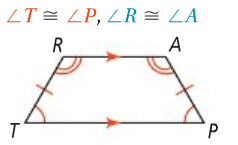 ∠T ≅ ∠P, ∠R ≅ ∠A
R A
T P